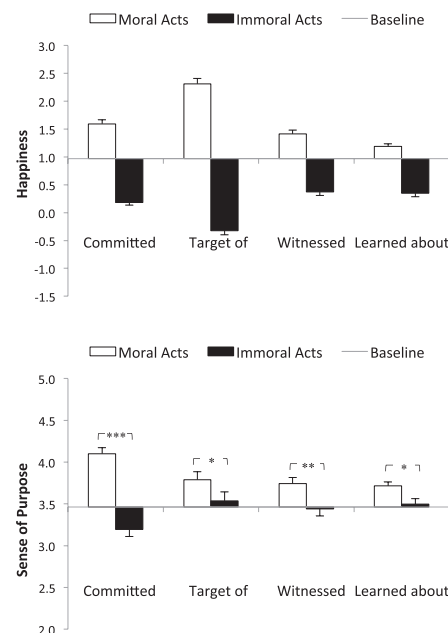 Moral Acts Immoral Acts Baseline
3.0
2.5
2.0
1.5
1.0
0.5
0.0
-0.5
-1.0
-1.5
Happiness
Committed Target of Witnessed Learned about
Moral Acts Immoral Acts Baseline
5.0
4.5
4.0
3.5
3.0
2.5
2.0
Sense of Purpose
*** * ** *
Committed Target of Witnessed Learned about